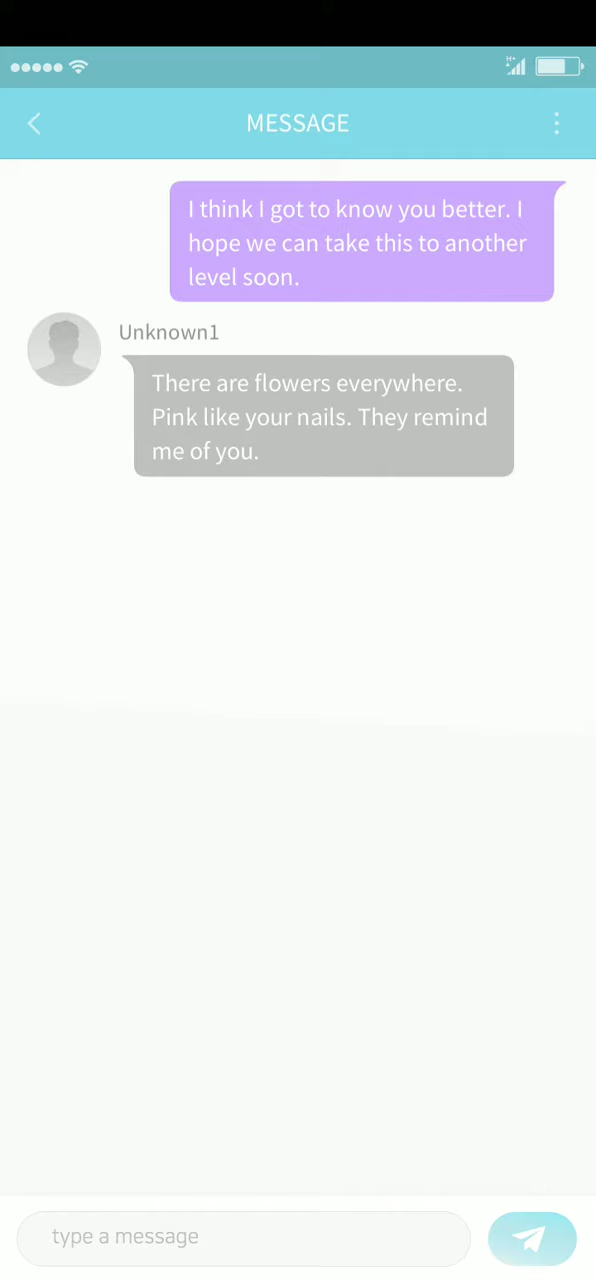 H+
MESSAGE
I think I got to know you better. I
hope we can take this to another
level soon.
Unknown1
There are flowers everywhere.
Pink like your nails. They remind
me of you.
type a message